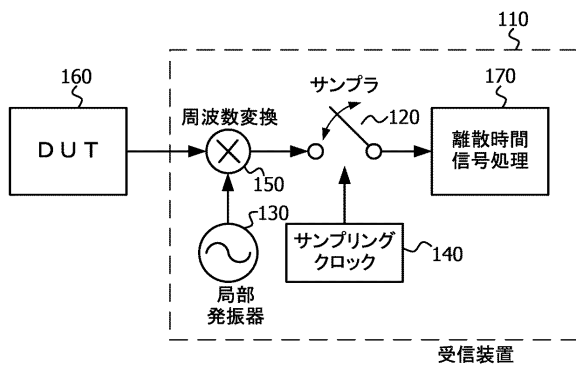 110
160
DUT
周波数変換
150
サンプラ
120
170
離散時間
信号処理
130
局部
発振器
サンプリング
クロック
140
受信装置